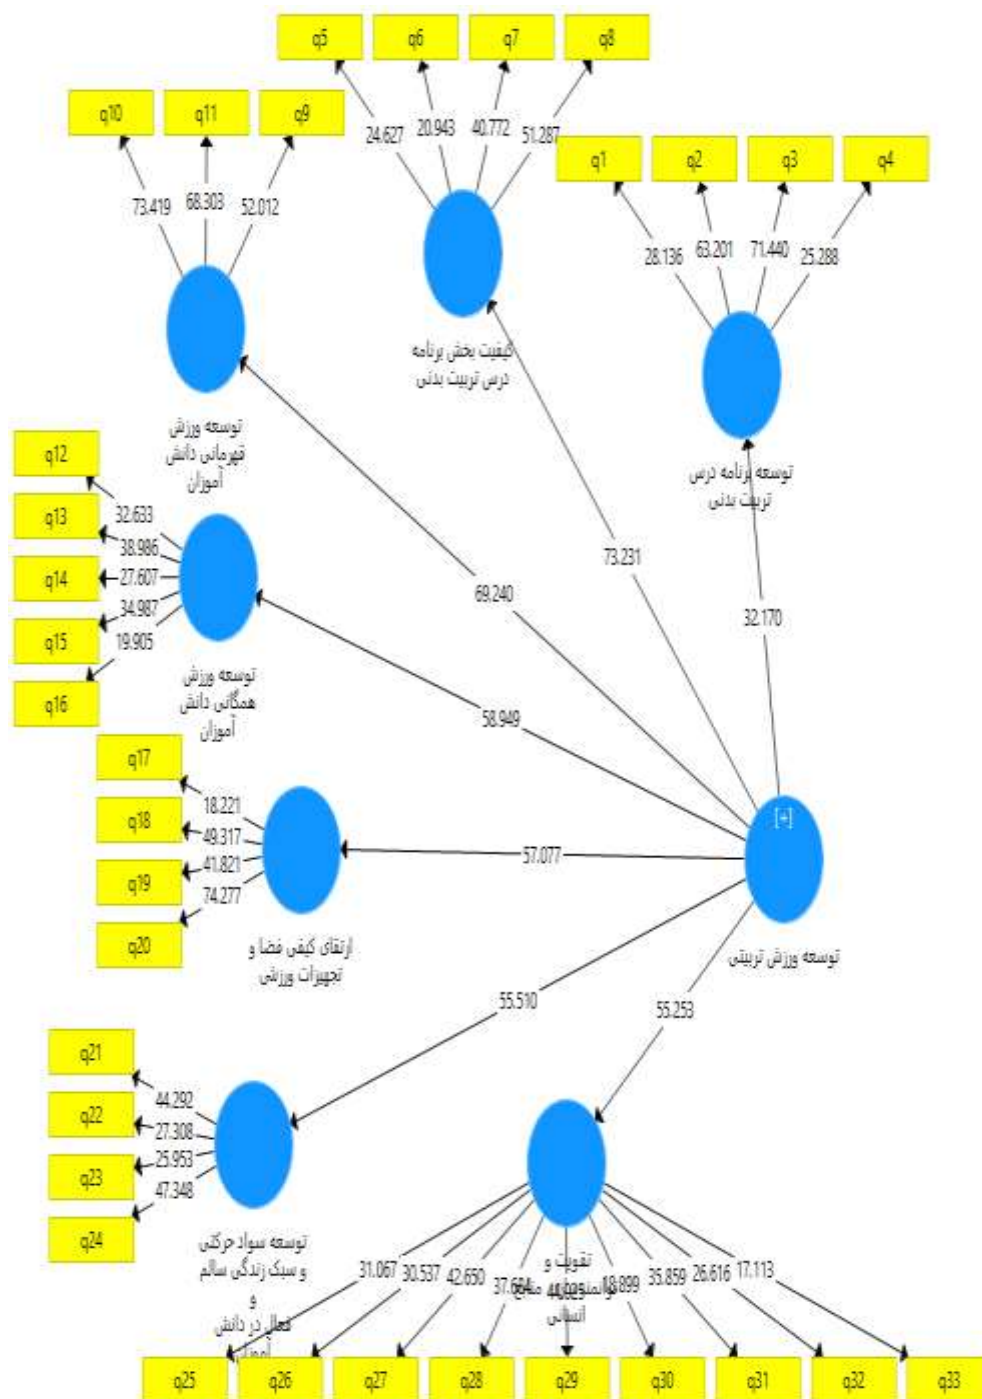 q5 q6 q7 q8
24.627 20.943 40.772 51.287
q10 q11 q9
73.419 68.303 52.012
q1 q2 q3 q4
28.136 63.201 71.440 25.288
کیفیت بخش برنامه
درس تربیت بدنی
توسعه ورزش
قهرمانی دانش
آموزان
توسعه برنامه درس
تربیت بدنی
73.231
69.240
32.170
q12
q13
q14
q15
q16
32.633
38.986
27.607
34.987
19.905
توسعه ورزش
همگانی دانش
آموزان
58.949
q17
q18
q19
q20
18.221
49.317
41.821
74.277
57.077
[+]
ارتقای کیفی فضا و
تجهیزات ورزشی
توسعه ورزش تربیتی
55.510
55.253
q21
q22
q23
q24
44.292
27.308
25.953
47.348
توسعه سواد حرکتی
و سبک زندگی سالم
و
فعال در دانش
آموزان
تقویت و
انسانی
31.067 30.537 42.650 35.859 26.616 17.113
q25 q26 q27 q28 q29 q30 q31 q32 q33